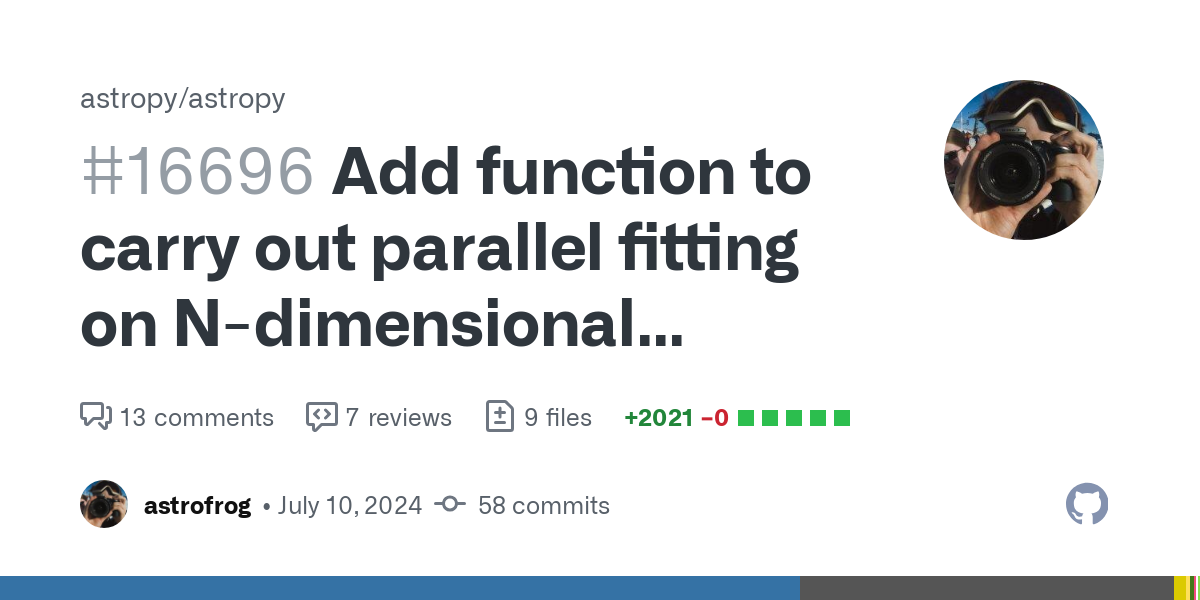 astropy/astropy
#16696 Add function to
carry out parallel fitting
on N-dimensional...
13 comments 7 reviews 9 files +2021 −0
astrofrog • July 10, 2024 58 commits